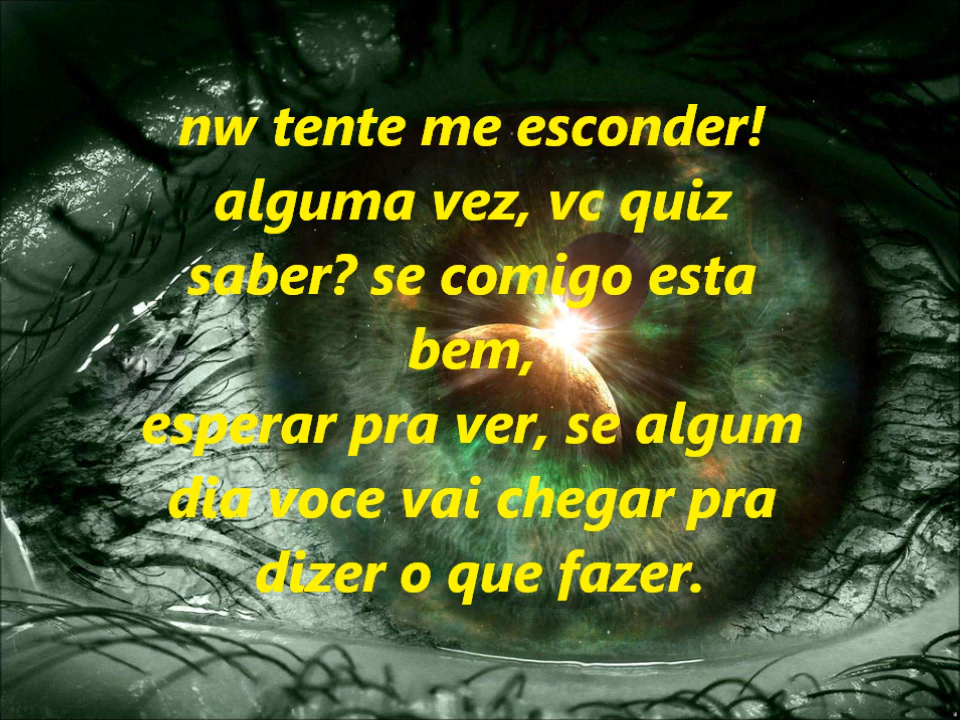 nw tente me esconder!
alguma vez, vc quiz
saber? se comigo esta
bem,
esperar pra ver, se algum
dia voce vai chegar pra
dizer o que fazer.